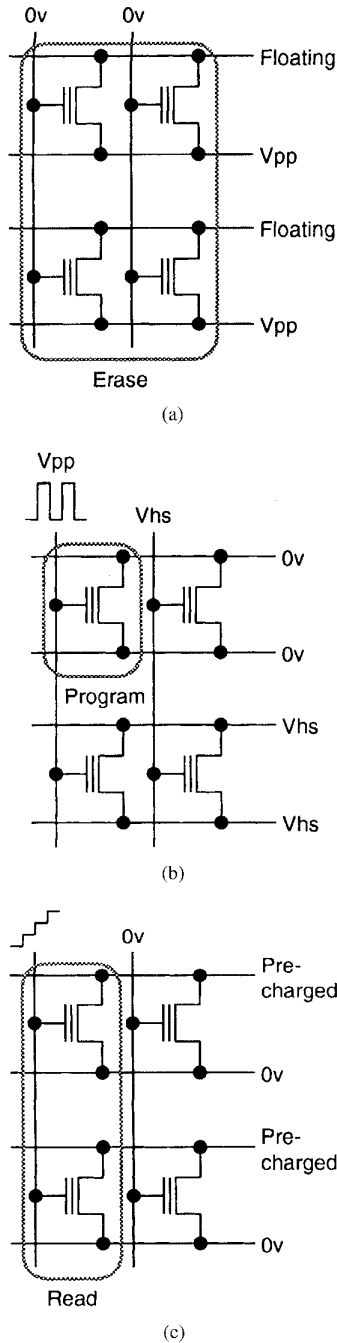 0v 0v
Floating
Vpp
Floating
Vpp
Erase
(a)
Vpp
Vhs
0v
0v
Program
Vhs
Vhs
(b)
0v
Pre-
charged
0v
Pre-
charged
0v
Read
(c)